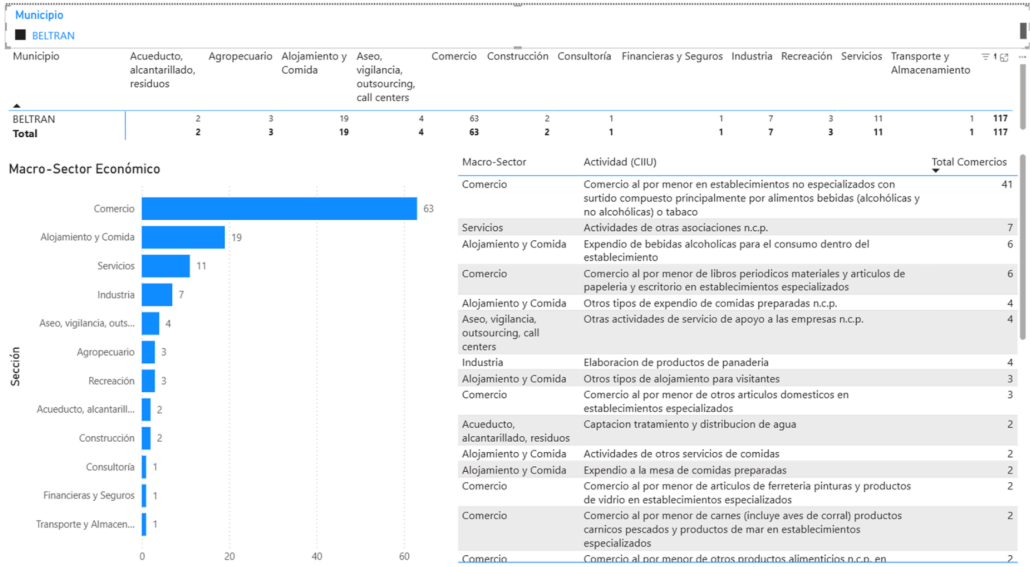 Municipio
BELTRAN
Municipio Acueducto, Agropecuario Alojamiento y Aseo, Comercio Construcción Consultoría Financieras y Seguros Industria Recreación Servicios Transporte y 1
alcantarillado, Comida vigilancia, Almacenamiento
residuos outsourcing,
call centers
BELTRAN 2 3 19 4 63 2 1 1 7 3 11 1 117
Total 2 3 19 4 63 2 1 1 7 3 11 1 117
Macro-Sector Económico
Sección
Comercio 63
Alojamiento y Comida 19
Servicios 11
Industria 7
Aseo, vigilancia, outs... 4
Agropecuario 3
Recreación 3
Acueducto, alcantarill... 2
Construcción 2
Consultoría 1
Financieras y Seguros 1
Transporte y Almacen... 1
0 20 40 60
Macro-Sector Actividad (CIIU) Total Comercios
Comercio Comercio al por menor en establecimientos no especializados con 41
surtido compuesto principalmente por alimentos bebidas (alcohólicas y
no alcohólicas) o tabaco
Servicios Actividades de otras asociaciones n.c.p. 7
Alojamiento y Comida Expendio de bebidas alcoholicas para el consumo dentro del 6
establecimiento
Comercio Comercio al por menor de libros periodicos materiales y articulos de 6
papeleria y escritorio en establecimientos especializados
Alojamiento y Comida Otros tipos de expendio de comidas preparadas n.c.p. 4
Aseo, vigilancia, Otras actividades de servicio de apoyo a las empresas n.c.p. 4
outsourcing, call
centers
Industria Elaboracion de productos de panaderia 4
Alojamiento y Comida Otros tipos de alojamiento para visitantes 3
Comercio Comercio al por menor de otros articulos domesticos en 3
establecimientos especializados
Acueducto, Captacion tratamiento y distribucion de agua 2
alcantarillado, residuos
Alojamiento y Comida Actividades de otros servicios de comidas 2
Alojamiento y Comida Expendio a la mesa de comidas preparadas 2
Comercio Comercio al por menor de articulos de ferreteria pinturas y productos 2
de vidrio en establecimientos especializados
Comercio Comercio al por menor de carnes (incluye aves de corral) productos 2
carnicos pescados y productos de mar en establecimientos
especializados
Comercio Comercio al por menor de otros productos alimenticios n.c.p. en 2